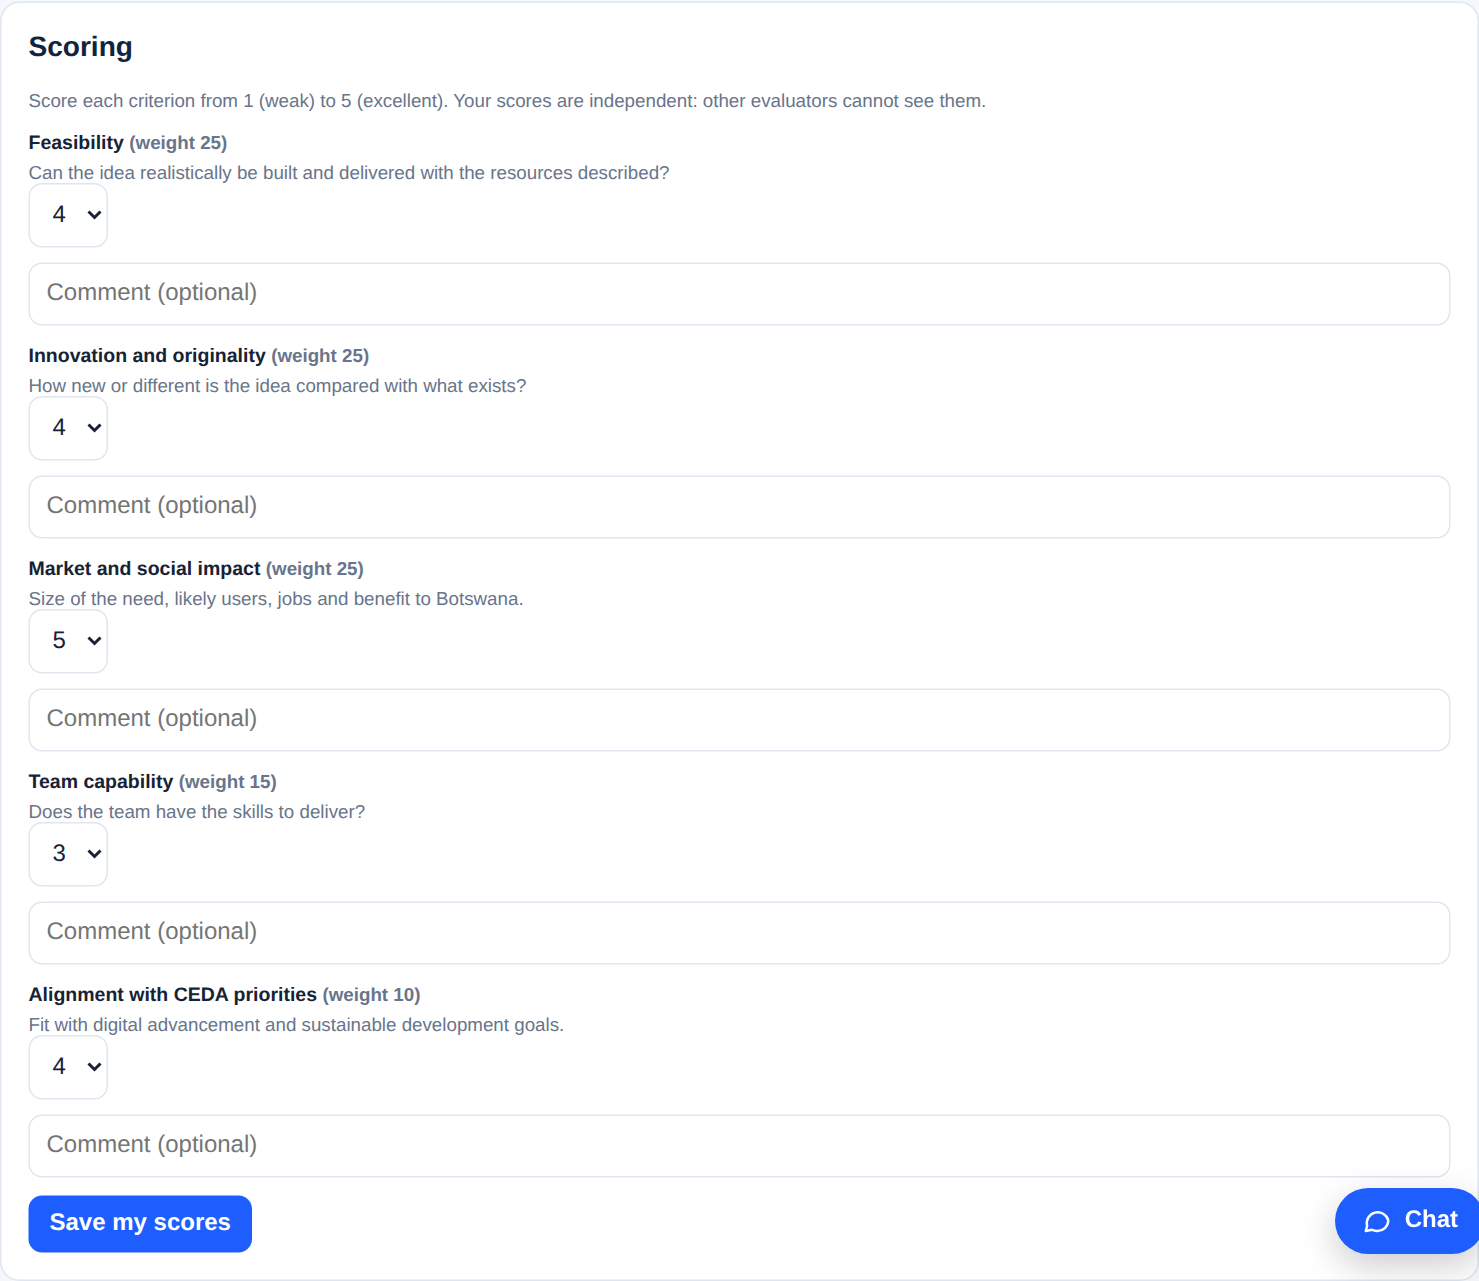 Scoring
Score each criterion from 1 (weak) to 5 (excellent). Your scores are independent: other evaluators cannot see them.
Feasibility (weight 25)
Can the idea realistically be built and delivered with the resources described?
4
Comment (optional)
Innovation and originality (weight 25)
How new or different is the idea compared with what exists?
4
Comment (optional)
Market and social impact (weight 25)
Size of the need, likely users, jobs and benefit to Botswana.
5
Comment (optional)
Team capability (weight 15)
Does the team have the skills to deliver?
3
Comment (optional)
Alignment with CEDA priorities (weight 10)
Fit with digital advancement and sustainable development goals.
4
Comment (optional)
Save my scores
Chat